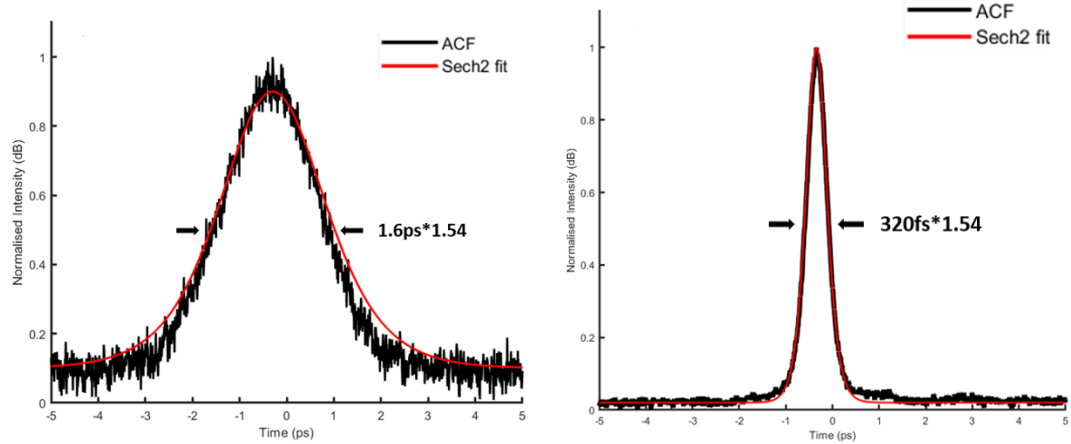 ACF
Sech2 fit
Normalised Intensity (dB)
1
0.8
0.6
0.4
0.2
0
1.6ps*1.54
-5 -4 -3 -2 -1 0 1 2 3 4 5
Time (ps)
ACF
Sech2 fit
Normalised Intensity (dB)
1
0.8
0.6
0.4
0.2
0
320fs*1.54
-5 -4 -3 -2 -1 0 1 2 3 4 5
Time (ps)